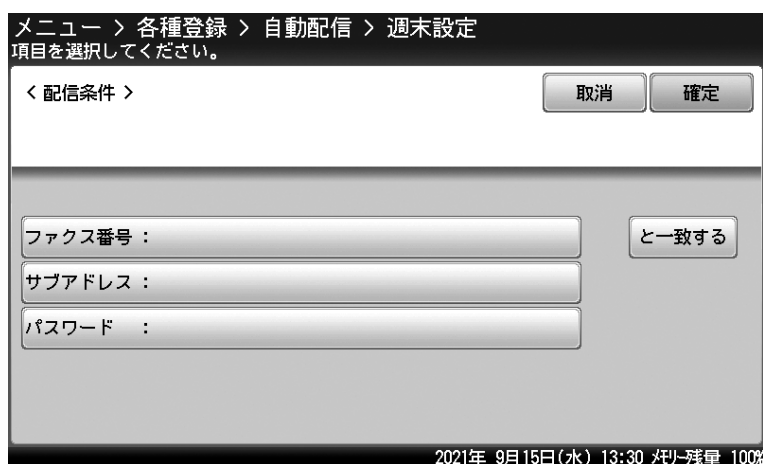 メニュー > 各種登録 > 自動配信 > 週末設定
項目を選択してください。
<配信条件>
取消
確定
ファクス番号：
と一致する
サブアドレス：
パスワード　：
2021年 9月15日(水) 13:30 ﾒﾓﾘｰ残量 100%